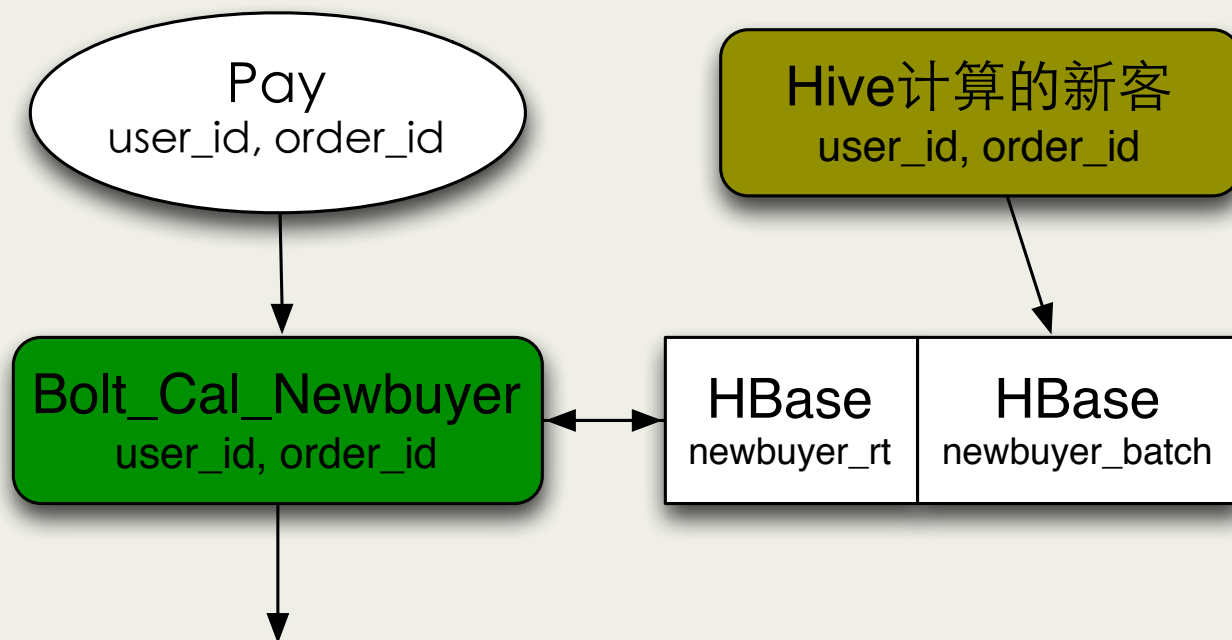 Pay
user_id, order_id
Hive计算的新客
user_id, order_id
Bolt_Cal_Newbuyer
user_id, order_id
HBase
newbuyer_rt
HBase
newbuyer_batch